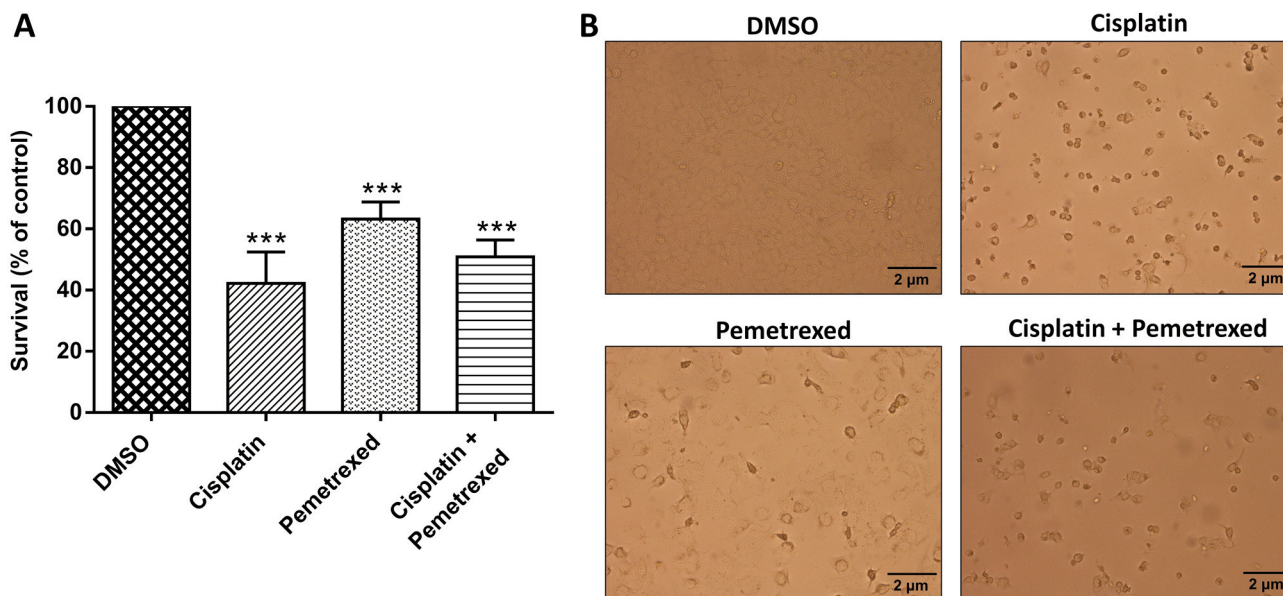 A
Survival (% of control)
100
80
60
40
20
0
***
***
***
DMSO
Cisplatin
Pemetrexed
Cisplatin +
Pemetrexed
B
DMSO
2 µm
Cisplatin
2 µm
Pemetrexed
2 µm
Cisplatin + Pemetrexed
2 µm